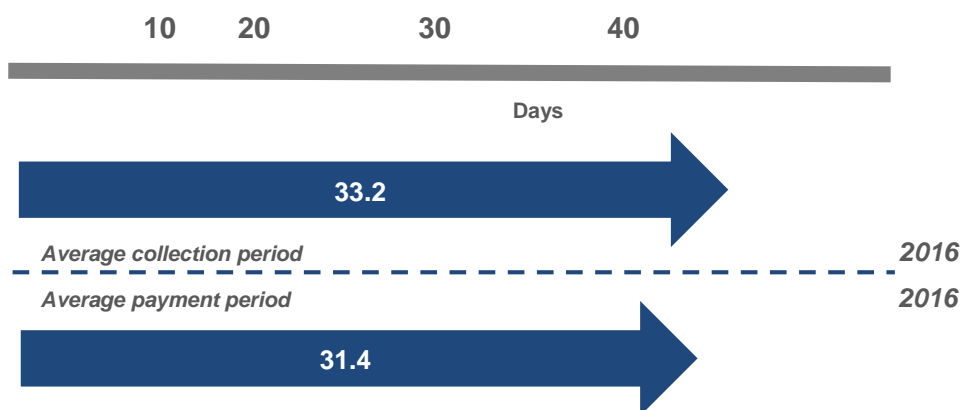 10 20 30 40
Days
33.2
Average collection period 2016
Average payment period 2016
31.4